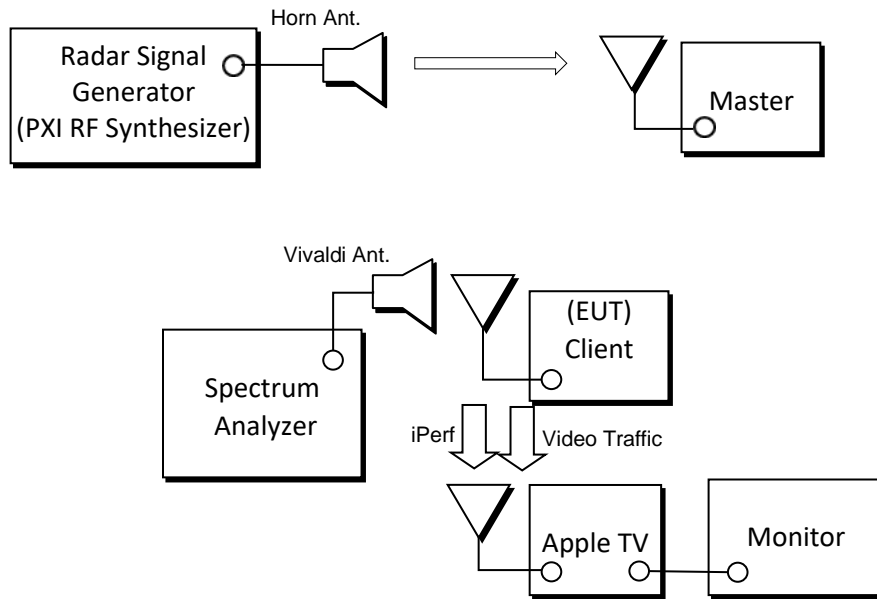 Horn Ant.
Radar Signal
Generator
(PXI RF Synthesizer)
Master
Vivaldi Ant.
(EUT)
Client
Spectrum
Analyzer
iPerf
Video Traffic
Apple TV
Monitor